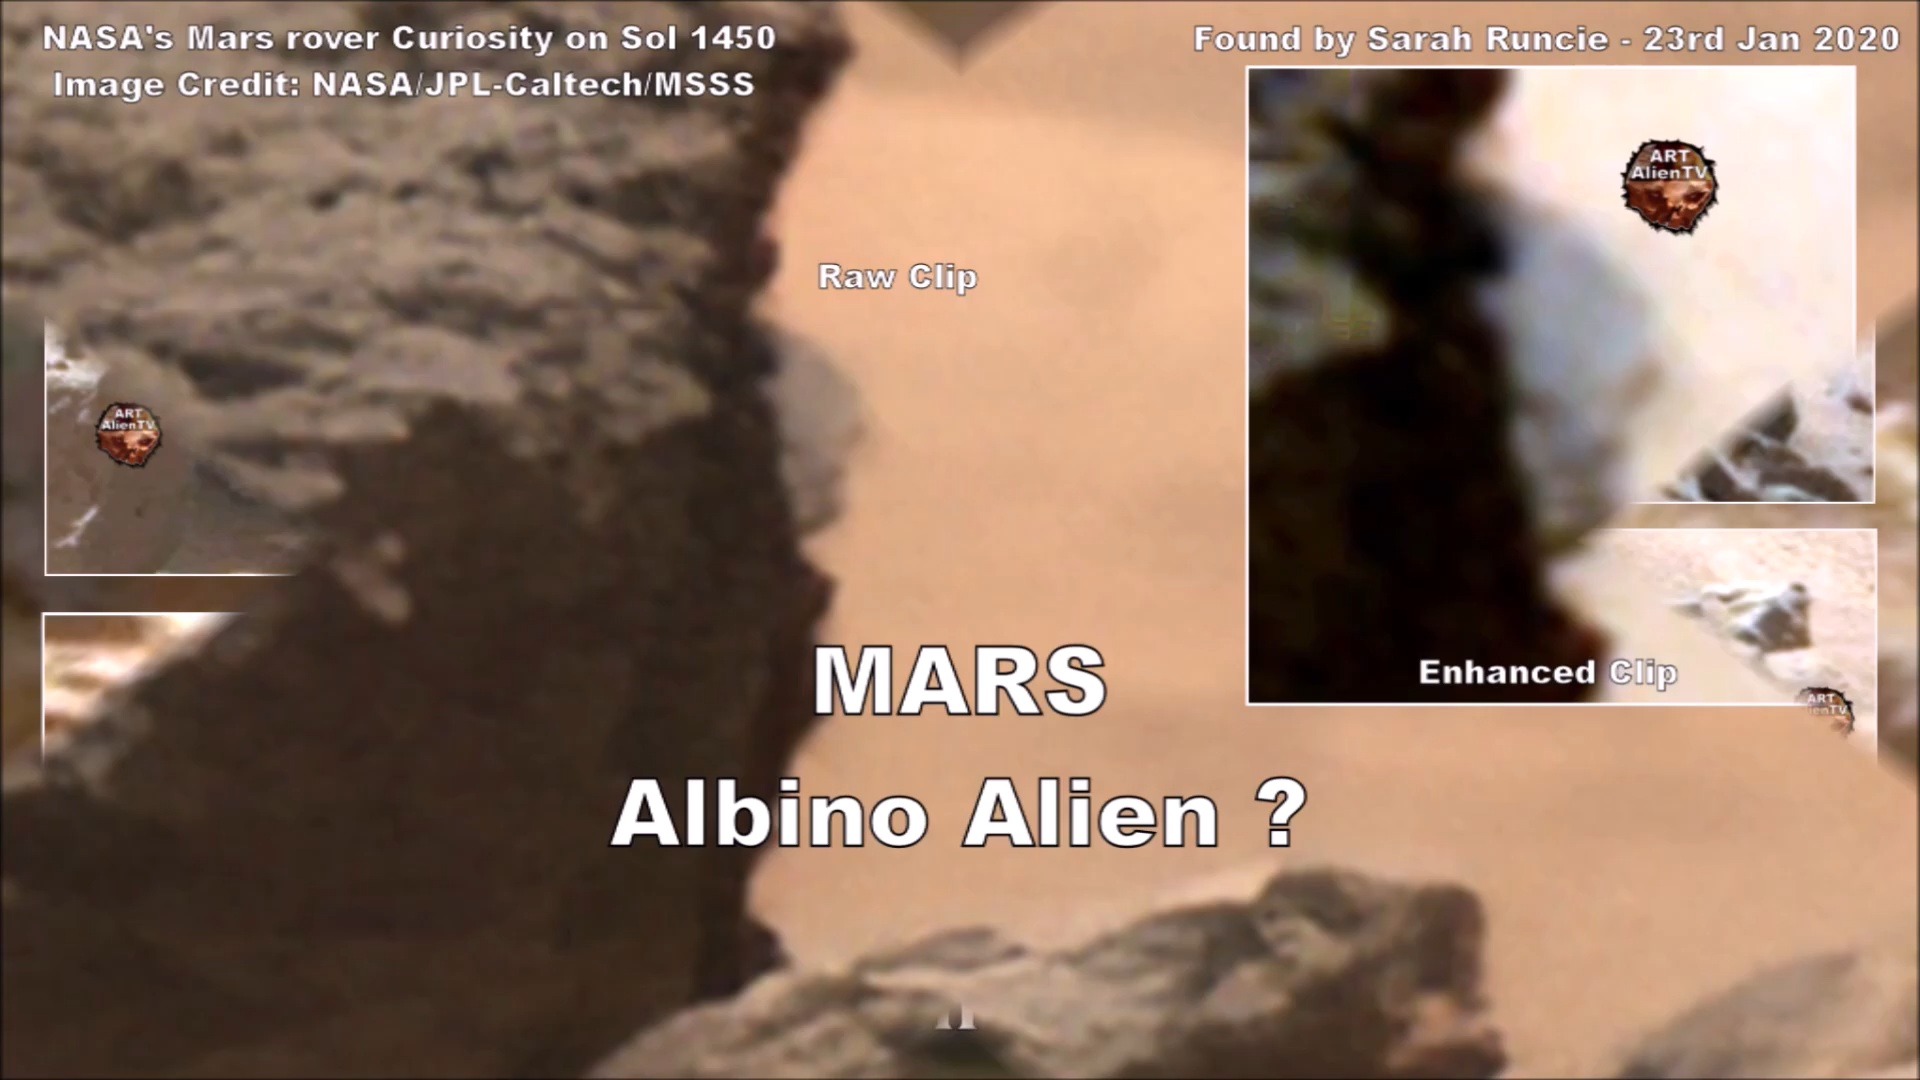 NASA's Mars rover Curiosity on Sol 1450
Image Credit: NASA/JPL-Caltech/MSSS
Found by Sarah Runcie - 23rd Jan 2020
ART
AlienTV
Raw Clip
ART
AlienTV
Enhanced Clip
ART
MARS
Albino Alien ?